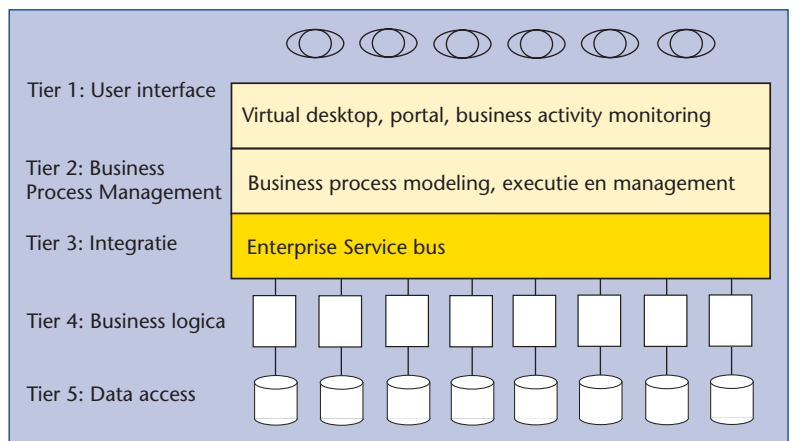 Tier 1: User interface
Virtual desktop, portal, business activity monitoring
Tier 2: Business
Process Management
Business process modeling, executie en management
Tier 3: Integratie
Enterprise Service bus
Tier 4: Business logica
Tier 5: Data access